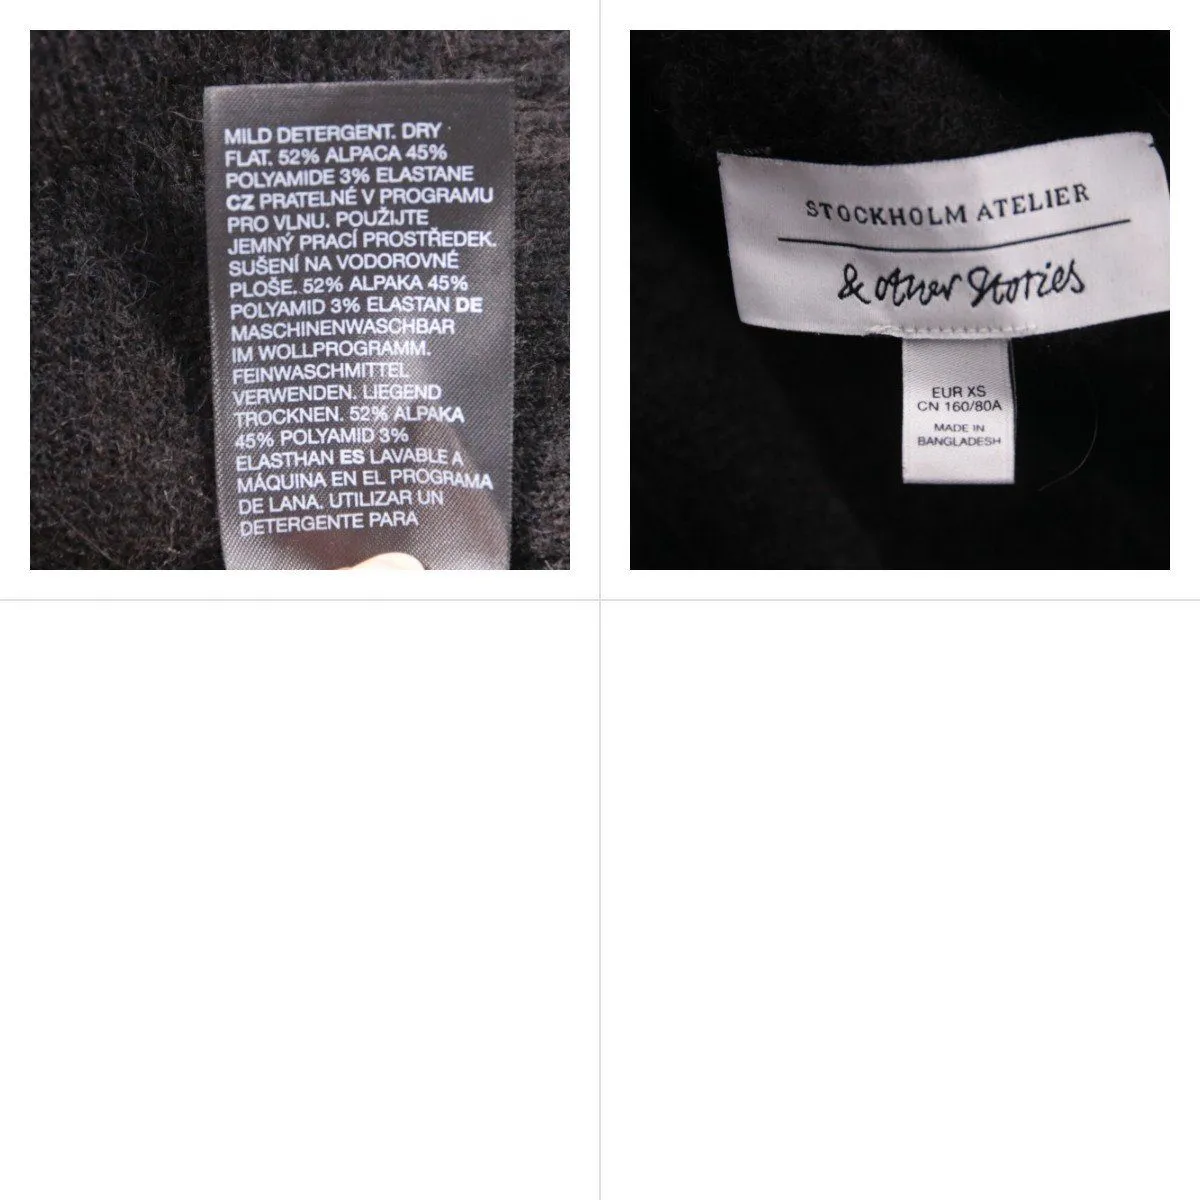 MILD DETERGENT. DRY
FLAT. 52% ALPACA 45%
POLYAMIDE 3% ELASTANE
CZ PRATELNÉ V PROGRAMU
PRO VLNU. POUŽIJTE
JEMNÝ PRACÍ PROSTŘEDEK.
SUŠENÍ NA VODOROVNÉ
PLOŠE. 52% ALPAKA 45%
POLYAMID 3% ELASTAN DE
MASCHINENWASCHBAR
IM WOLLPROGRAMM.
FEINWASCHMITTEL
VERWENDEN. LIEGEND
TROCKNEN. 52% ALPAKA
45% POLYAMID 3%
ELASTHAN ES LAVABLE A
MÁQUINA EN EL PROGRAMA
DE LANA. UTILIZAR UN
DETERGENTE PARA
STOCKHOLM ATELIER
& other Stories
EUR XS
CN 160/80A
MADE IN
BANGLADESH